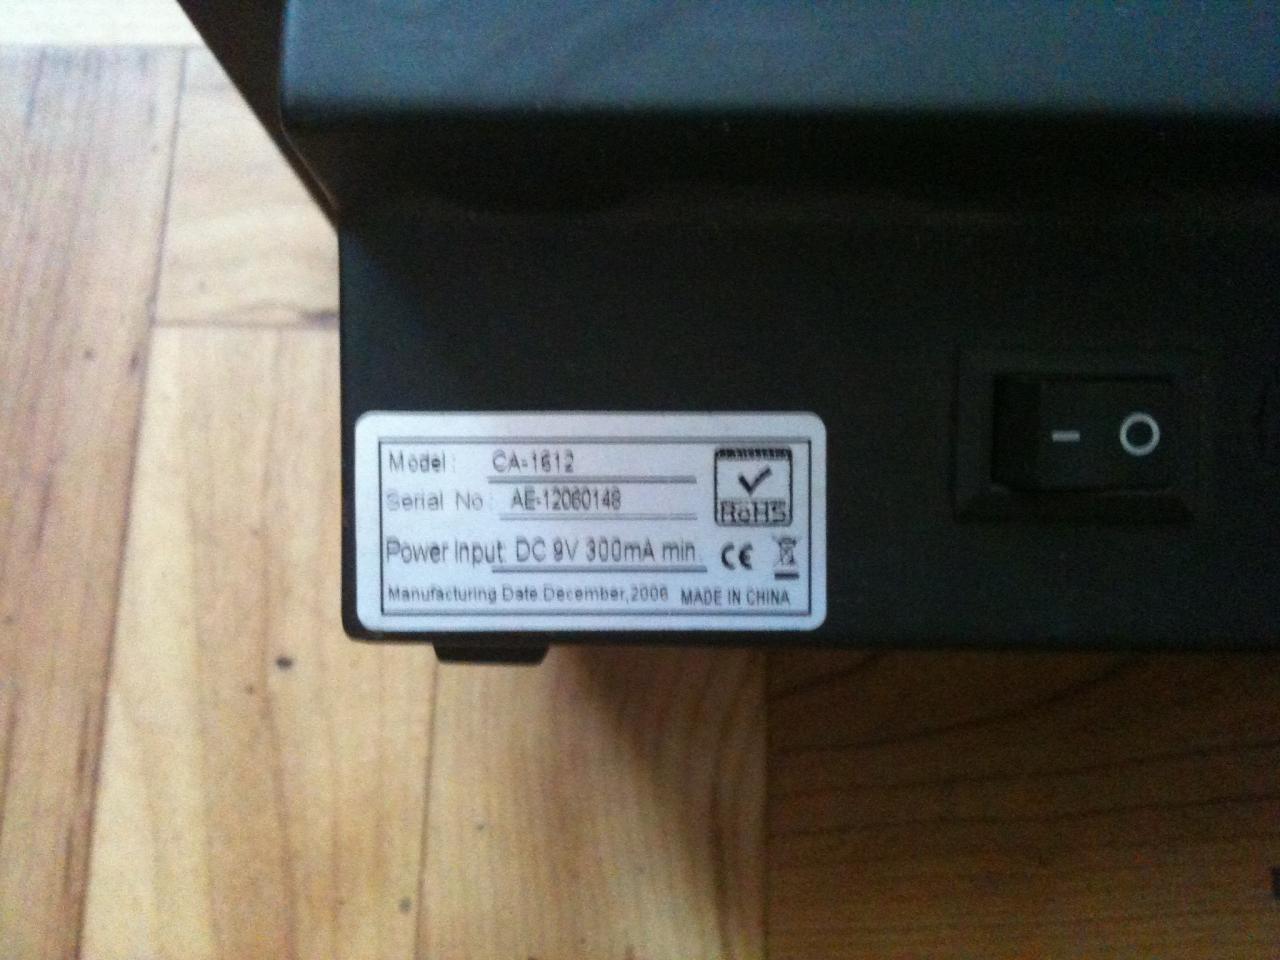 Model: CA-1612
Serial No: AE-12060148
RoHS
Power Input: DC 9V 300mA min.
CE
Manufacturing Date:December,2006 MADE IN CHINA